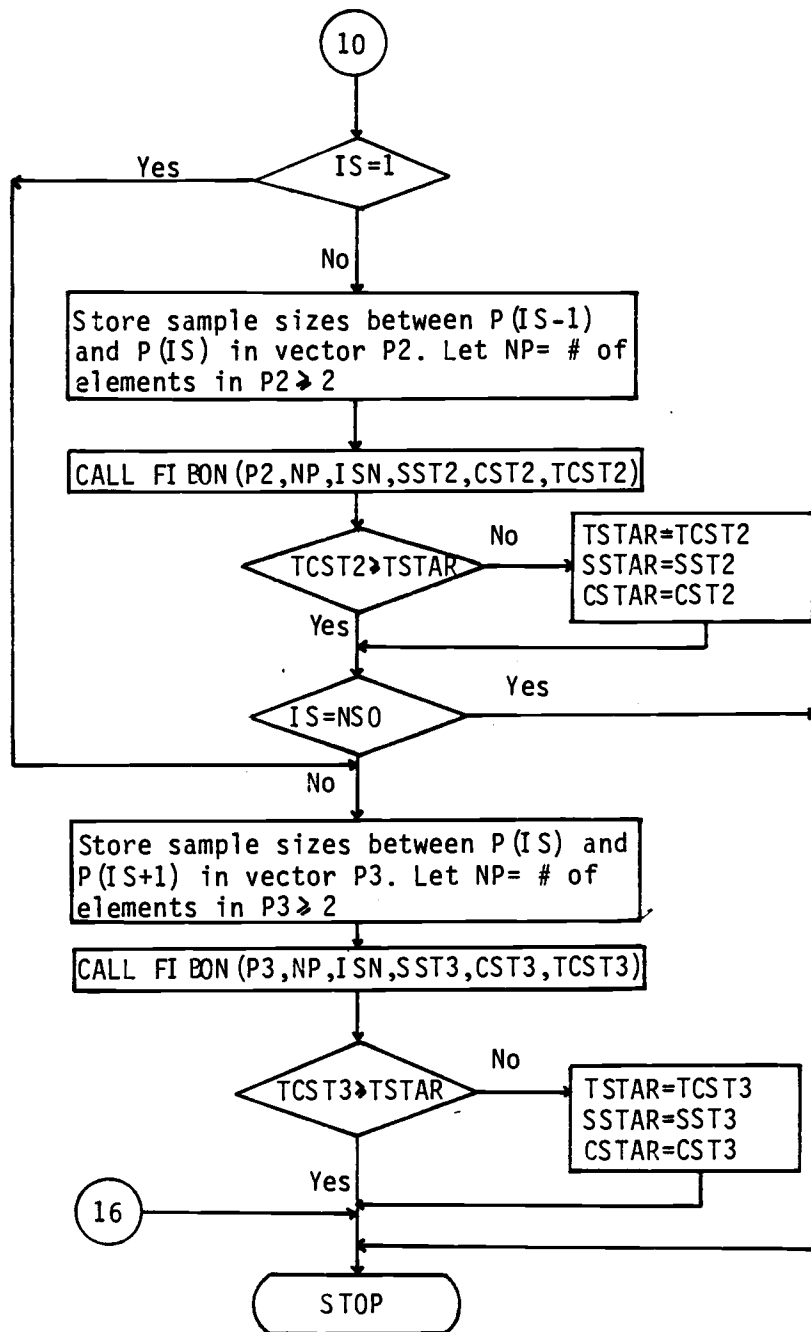 10
IS=1
Yes
No
Store sample sizes between P(IS-1)
and P(IS) in vector P2. Let NP= # of
elements in P2⩾2
CALL FIBON(P2,NP,ISN,SST2,CST2,TCST2)
TCST2⩾TSTAR
No
TSTAR=TCST2
SSTAR=SST2
CSTAR=CST2
Yes
IS=NSO
Yes
No
Store sample sizes between P(IS) and
P(IS+1) in vector P3. Let NP= # of
elements in P3⩾2
CALL FIBON(P3,NP,ISN,SST3,CST3,TCST3)
TCST3⩾TSTAR
No
TSTAR=TCST3
SSTAR=SST3
CSTAR=CST3
Yes
16
STOP